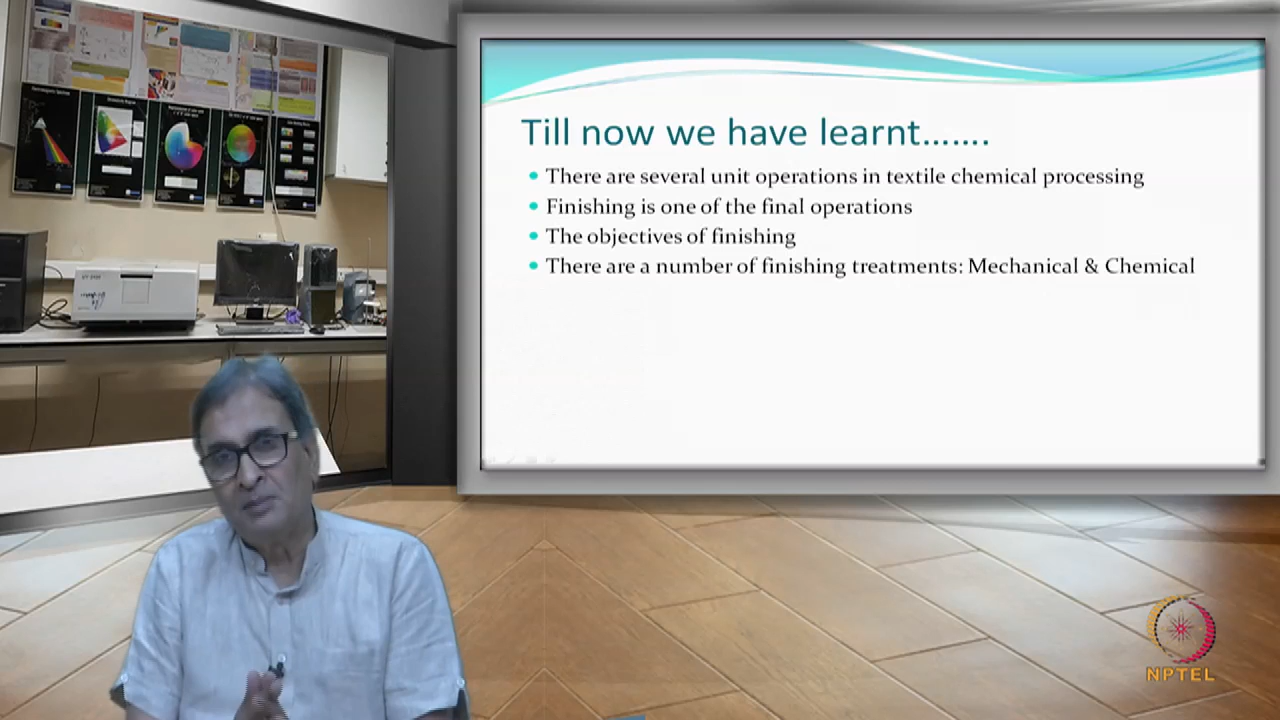 Till now we have learnt.......
There are several unit operations in textile chemical processing
Finishing is one of the final operations
The objectives of finishing
There are a number of finishing treatments: Mechanical & Chemical
NPTEL